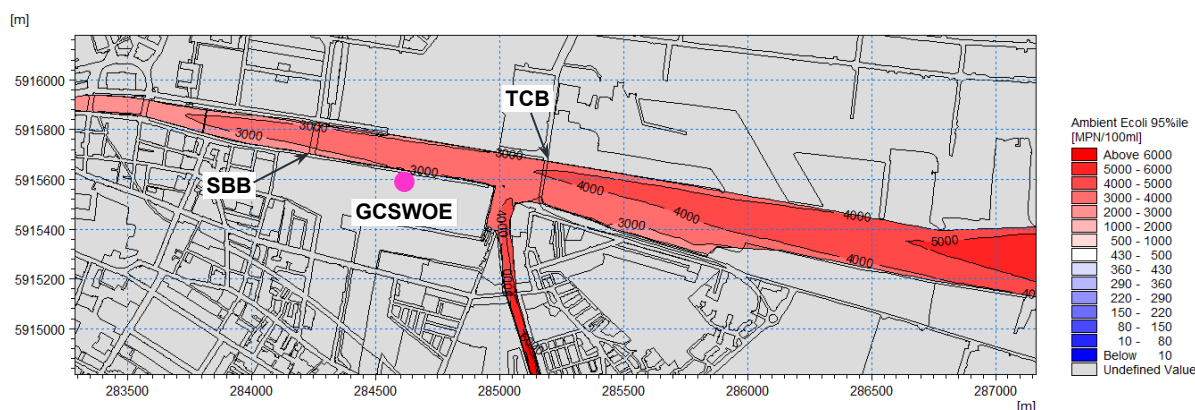 [m]
5916000
5915800
5915600
5915400
5915200
5915000
283500
284000
284500
285000
285500
286000
286500
287000
[m]
3000
3000
3000
3000
4000
4000
4000
3000
4000
4000
5000
TCB
SBB
GCSWOE
Ambient Ecoli 95%ile
[MPN/100ml]
Above 6000
5000 - 6000
4000 - 5000
3000 - 4000
2000 - 3000
1000 - 2000
500 - 1000
430 - 500
360 - 430
290 - 360
220 - 290
150 - 220
80 - 150
10 - 80
Below 10
Undefined Value